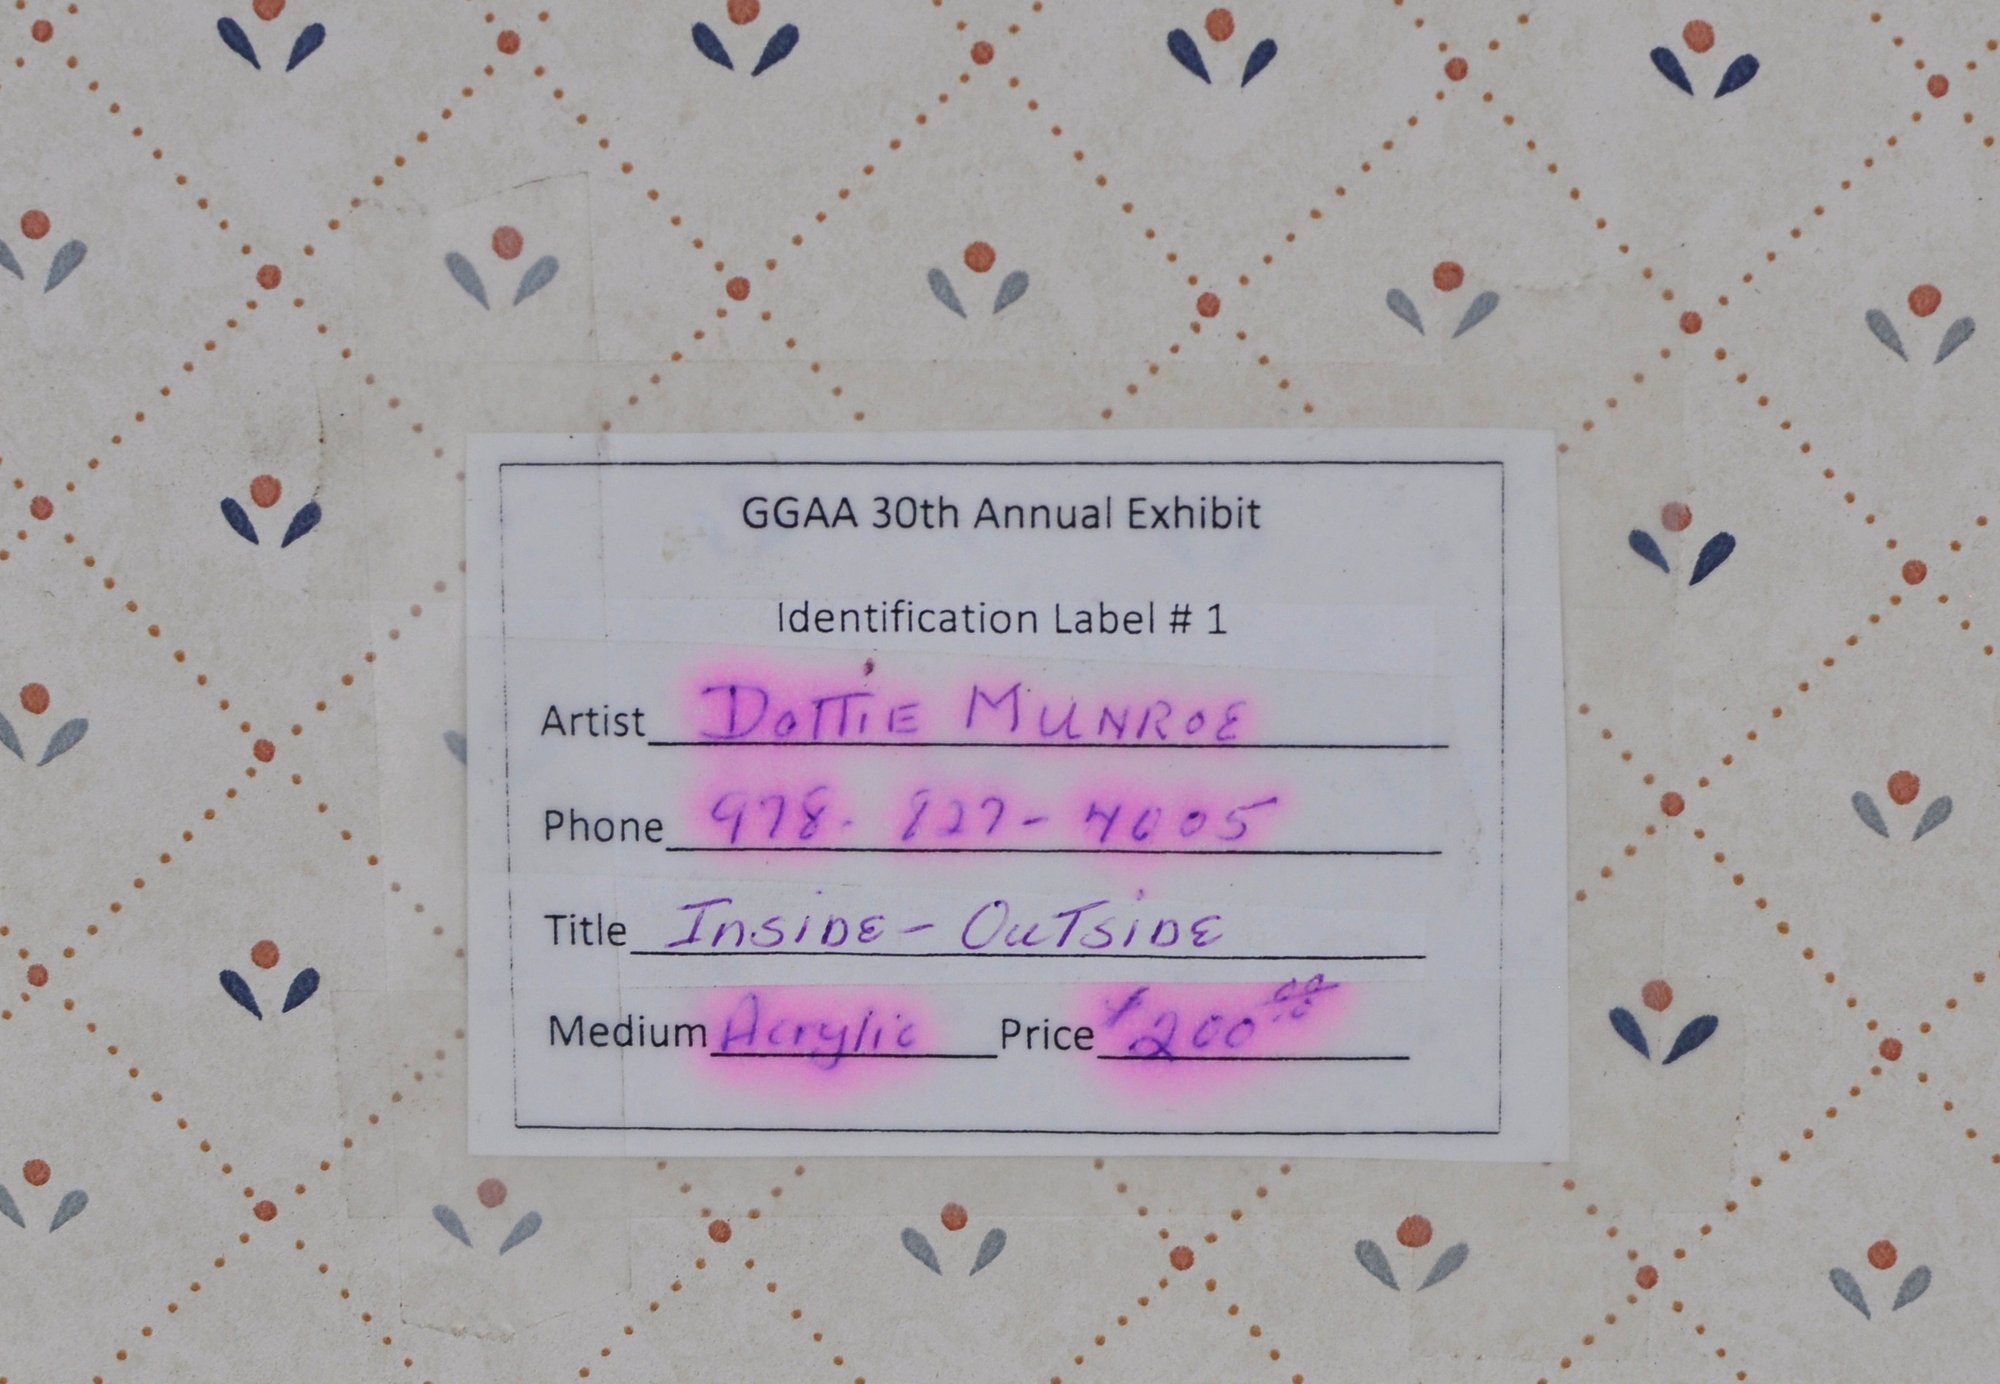 GGAA 30th Annual Exhibit
Identification Label # 1
Artist DoTTiE MUNROE
Phone 978-827-4005
Title INSIDE-OuTSiDE
Medium Acrylic Price $200.00